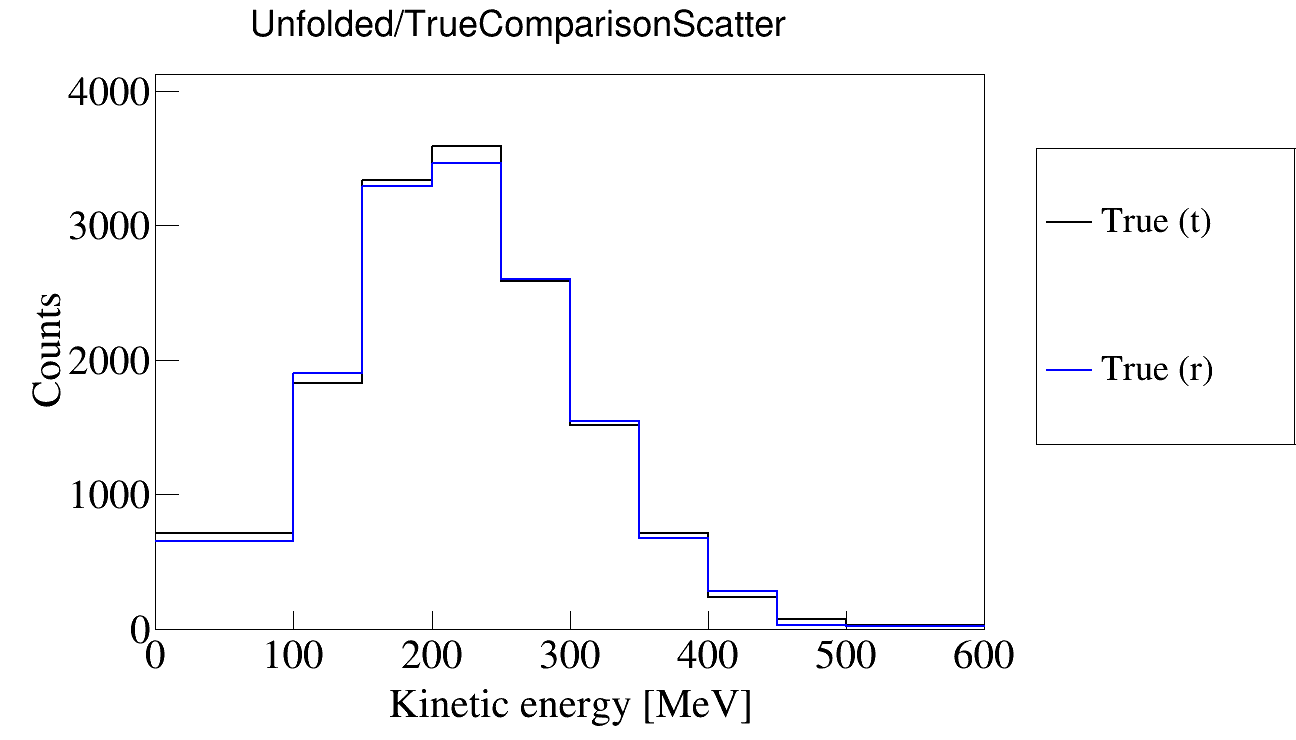 Unfolded/TrueComparisonScatter
4000
3000
2000
1000
0
Counts
0 100 200 300 400 500 600
Kinetic energy [MeV]
True (t)
True (r)